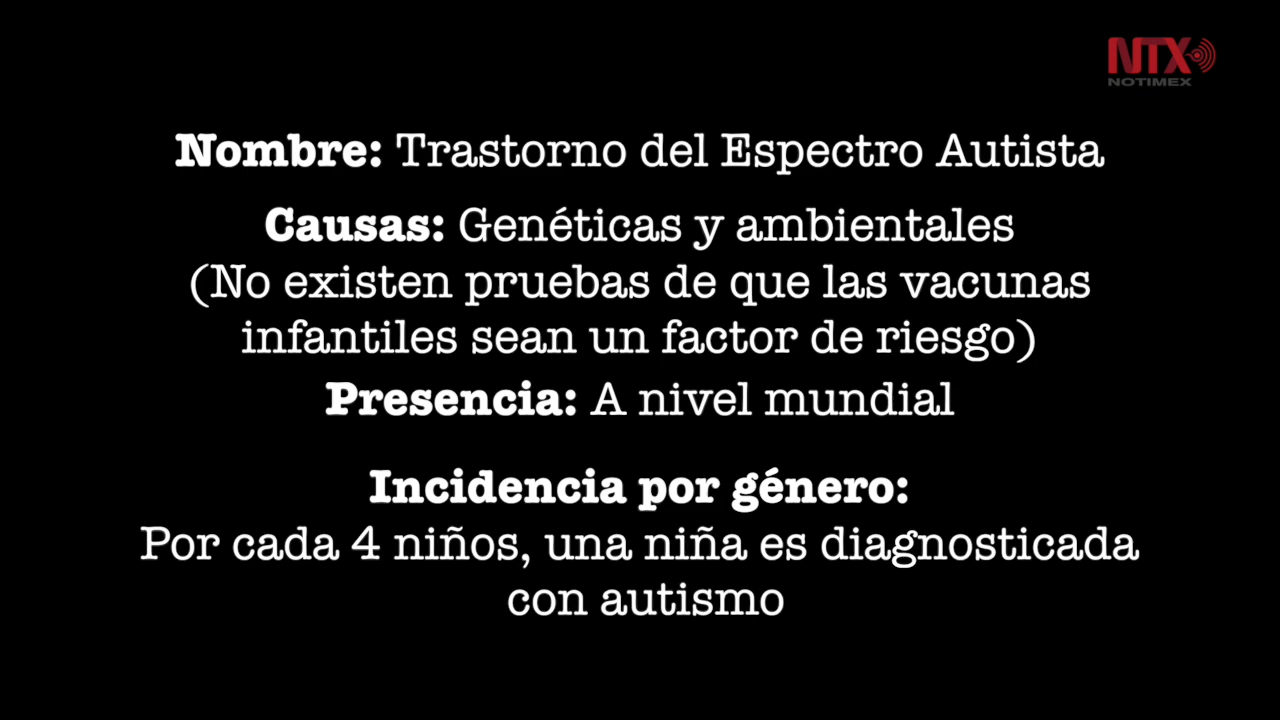 NTX
NOTIMEX
Nombre: Trastorno del Espectro Autista
Causas: Genéticas y ambientales
(No existen pruebas de que las vacunas
infantiles sean un factor de riesgo)
Presencia: A nivel mundial
Incidencia por género:
Por cada 4 niños, una niña es diagnosticada
con autismo